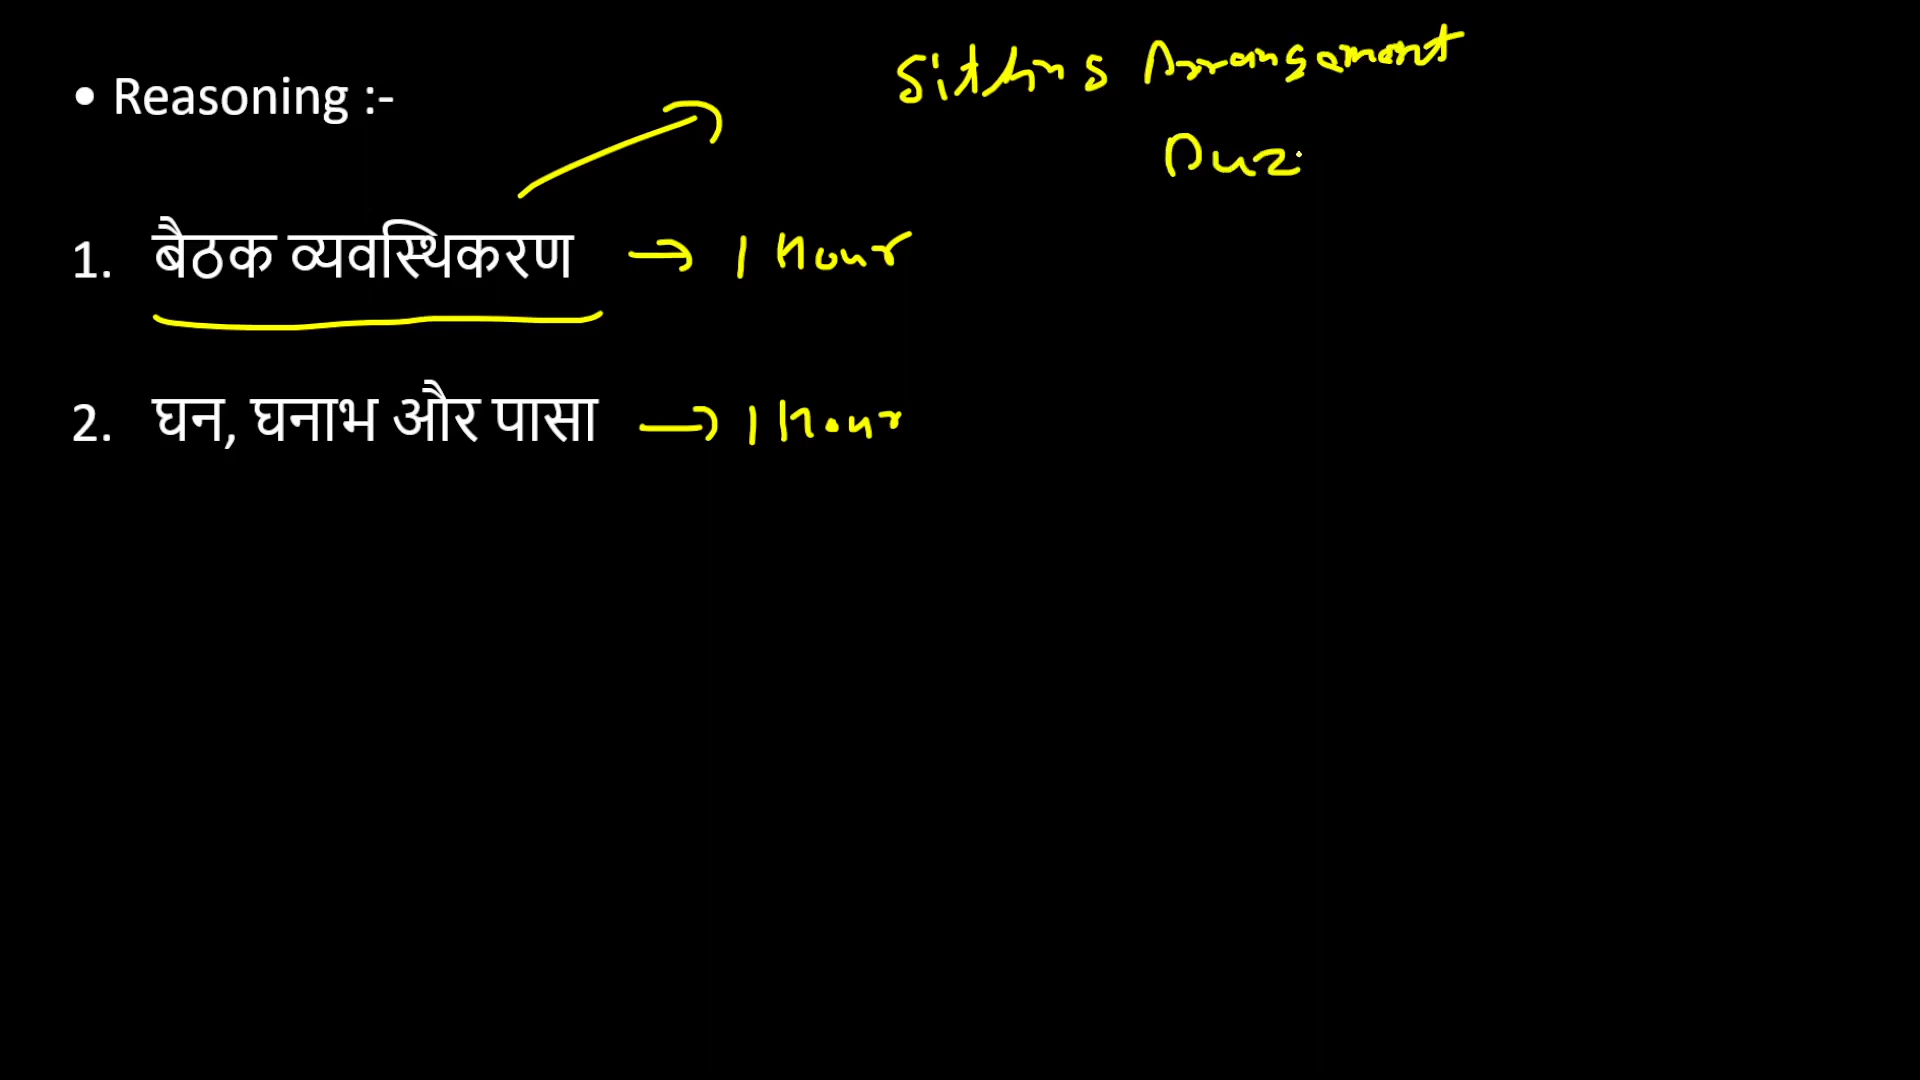 • Reasoning :-
Sitting Arrangement
1. बैठक व्यवस्थिकरण → 1 Hour
2. घन, घनाभ और पासा → 1 Hour